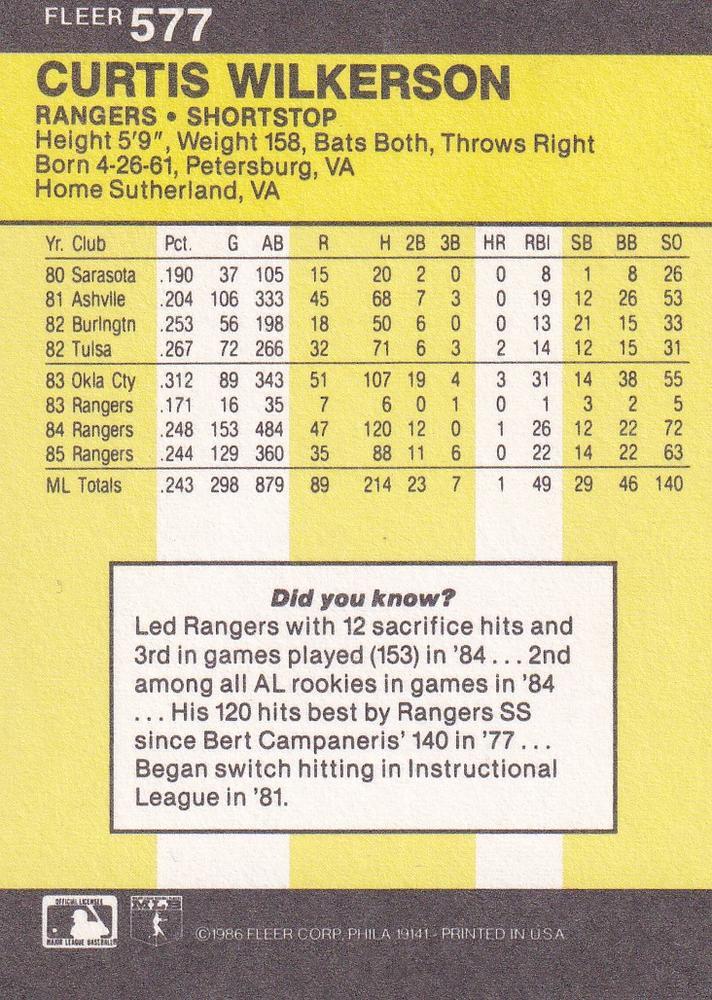 FLEER 577
CURTIS WILKERSON
RANGERS • SHORTSTOP
Height 5'9", Weight 158, Bats Both, Throws Right
Born 4-26-61, Petersburg, VA
Home Sutherland, VA
Yr. Club Pct. G AB R H 2B 3B HR RBI SB BB SO
80 Sarasota .190 37 105 15 20 2 0 0 8 1 8 26
81 Ashvlle .204 106 333 45 68 7 3 0 19 12 26 53
82 Burlngtn .253 56 198 18 50 6 0 0 13 21 15 33
82 Tulsa .267 72 266 32 71 6 3 2 14 12 15 31
83 Okla Cty .312 89 343 51 107 19 4 3 31 14 38 55
83 Rangers .171 16 35 7 6 0 1 0 1 3 2 5
84 Rangers .248 153 484 47 120 12 0 1 26 12 22 72
85 Rangers .244 129 360 35 88 11 6 0 22 14 22 63
ML Totals .243 298 879 89 214 23 7 1 49 29 46 140
Did you know?
Led Rangers with 12 sacrifice hits and
3rd in games played (153) in '84 . . . 2nd
among all AL rookies in games in '84
. . . His 120 hits best by Rangers SS
since Bert Campaneris' 140 in '77 . . .
Began switch hitting in Instructional
League in '81.
OFFICIAL LICENSEE
MAJOR LEAGUE BASEBALL
©1986 FLEER CORP., PHILA 19141 - PRINTED IN U.S.A.